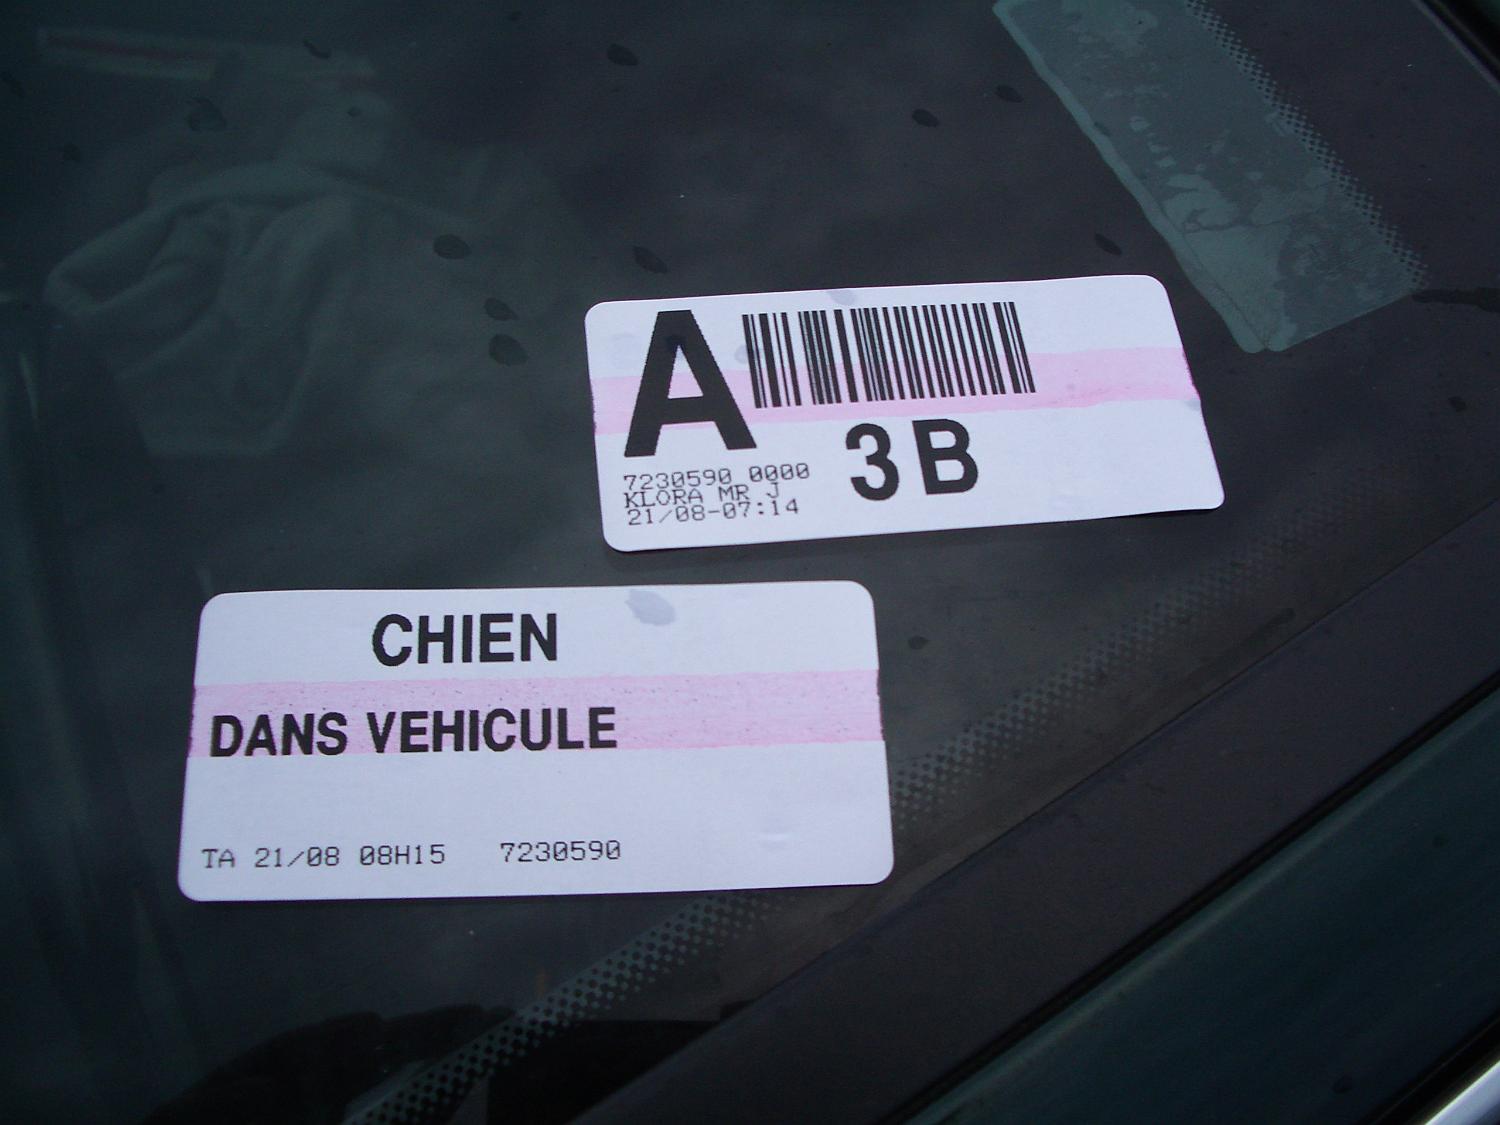 A
3B
7230590 0000
KLORA MR J
21/08-07:14
CHIEN
DANS VEHICULE
TA 21/08 08H15 7230590